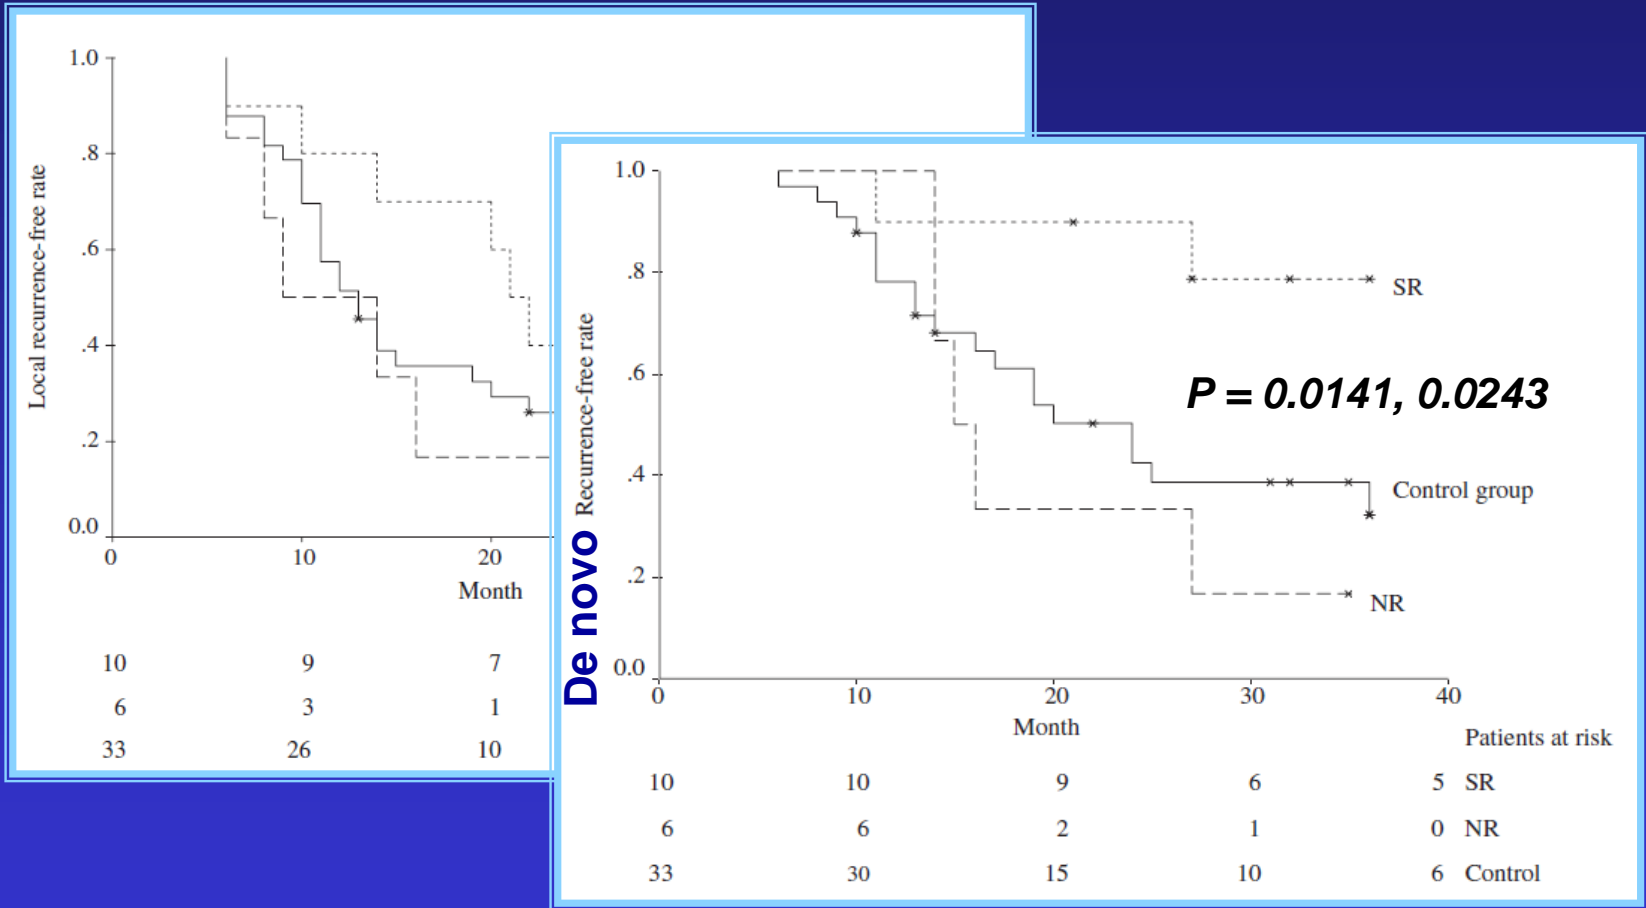 Local recurrence-free rate
1.0
.8
.6
.4
.2
0.0
0 10 20
Month
10 9 7
6 3 1
33 26 10
De novo Recurrence-free rate
1.0
.8
.6
.4
.2
0.0
SR
P = 0.0141, 0.0243
Control group
NR
0 10 20 30 40
Month
Patients at risk
10 10 9 6 5 SR
6 6 2 1 0 NR
33 30 15 10 6 Control